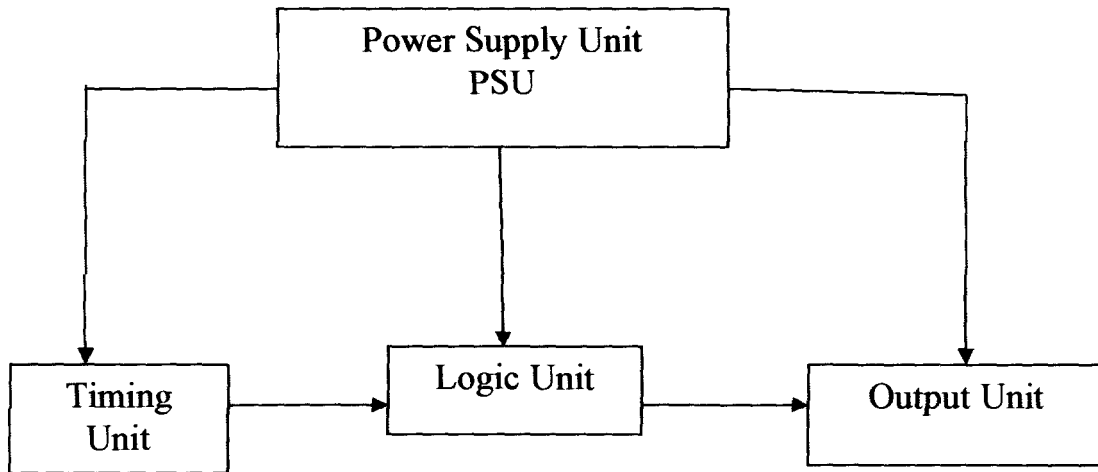 Power Supply Unit
PSU
Timing
Unit
Logic Unit
Output Unit